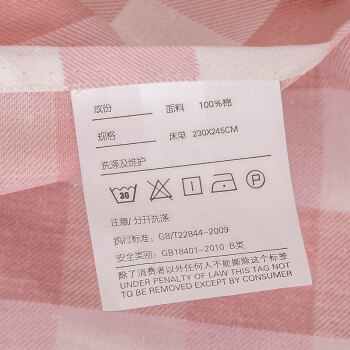 成份 面料 100%棉
规格 床单 230X245CM
洗涤及维护
30 P
注意/分开洗涤
执行标准: GB/T22844-2009
安全类别: GB18401-2010 B类
除了消费者以外任何人不能撕除这个标
UNDER PENALTY OF LAW THIS TAG NOT
TO BE REMOVED EXCEPT BY CONSUMER